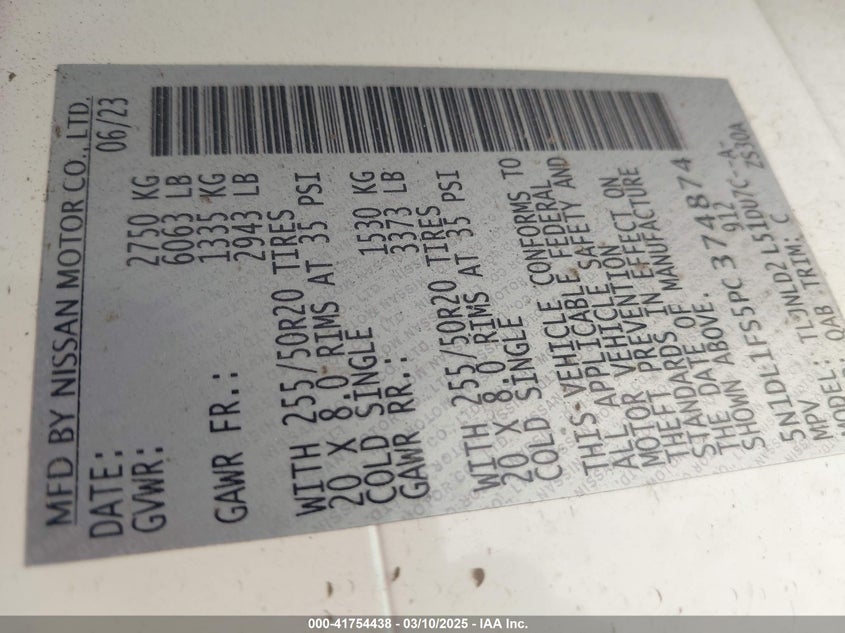 MFD BY NISSAN MOTOR CO., LTD.
DATE: 06/23
GVWR: 2750 KG
6063 LB
GAWR FR.: 1335 KG
2943 LB
WITH 255/50R20 TIRES
20 X 8.0 RIMS AT 35 PSI
COLD SINGLE
GAWR RR.: 1530 KG
3373 LB
WITH 255/50R20 TIRES
20 X 8.0 RIMS AT 35 PSI
COLD SINGLE
THIS VEHICLE CONFORMS TO
ALL APPLICABLE FEDERAL
MOTOR VEHICLE SAFETY AND
THEFT PREVENTION
STANDARDS IN EFFECT ON
THE DATE OF MANUFACTURE
SHOWN ABOVE.
5N1DL1FS5PC374874
MPV 912
MODEL: TLJNLD2 L51DU7C-A-
QAB TRIM: C ZS30A
000-41754438 - 03/10/2025 - IAA Inc.